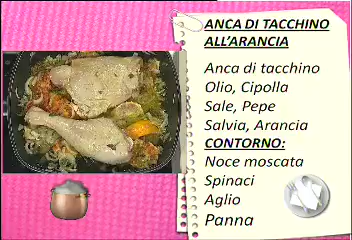 ANCA DI TACCHINO
ALL'ARANCIA
Anca di tacchino
Olio, Cipolla
Sale, Pepe
Salvia, Arancia
CONTORNO:
Noce moscata
Spinaci
Aglio
Panna